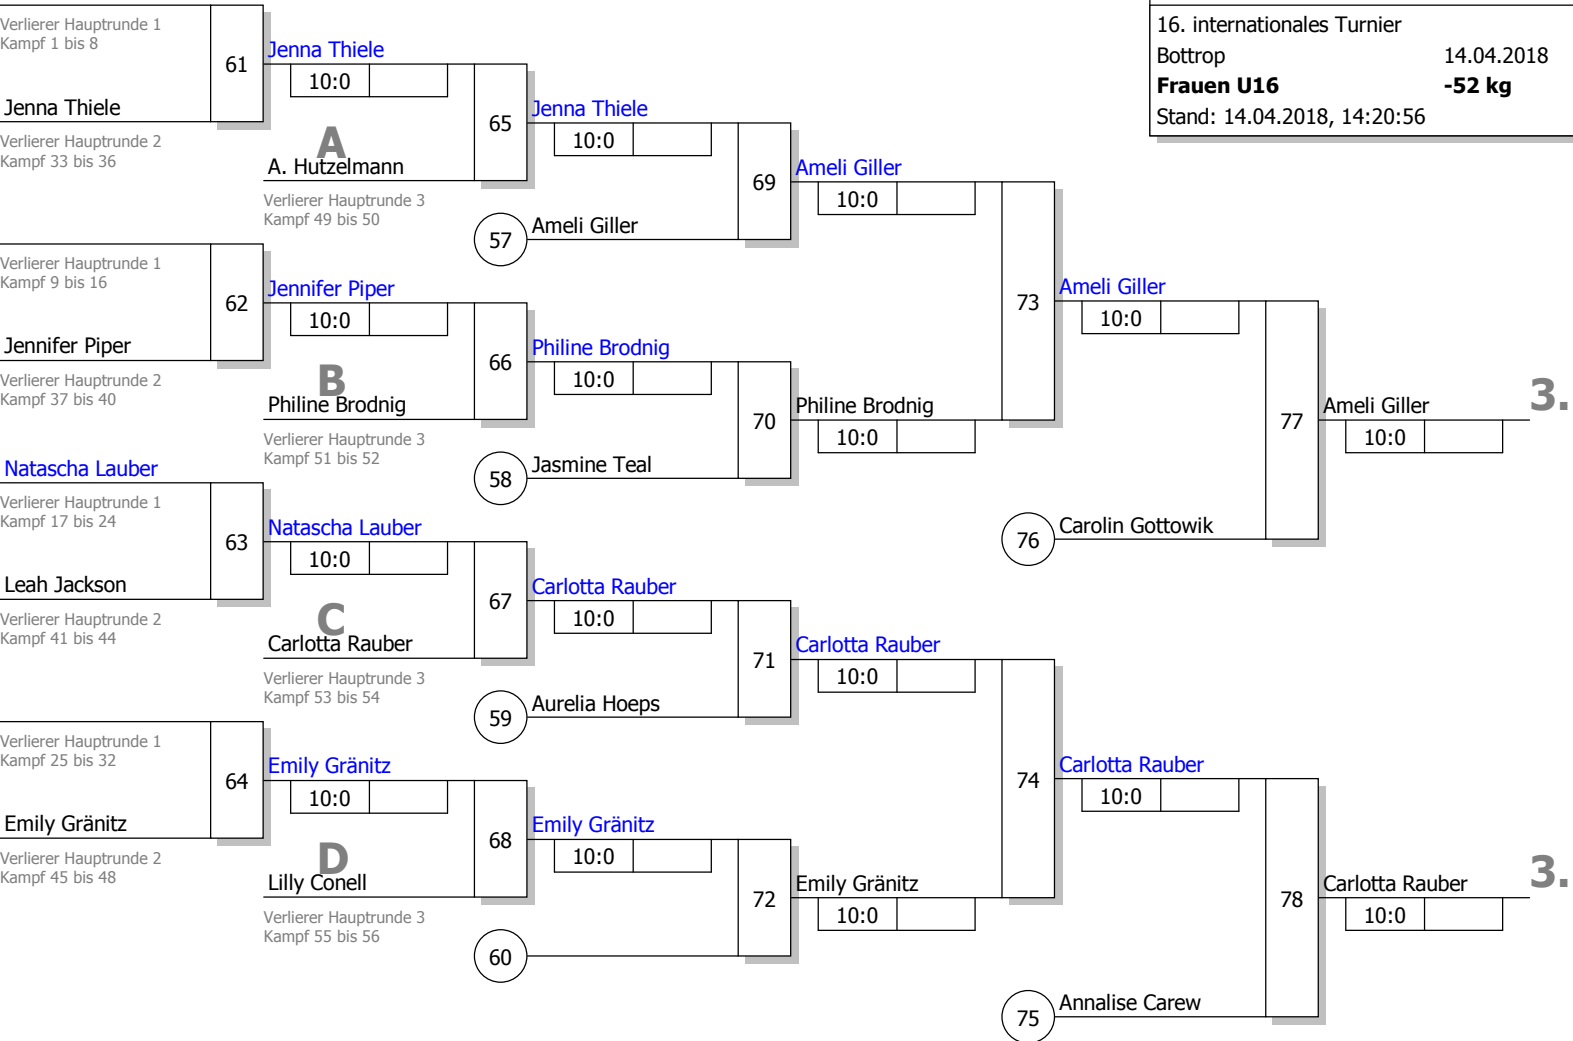 16. internationales Turnier
Bottrop 14.04.2018
Frauen U16 -52 kg
Stand: 14.04.2018, 14:20:56
Verlierer Hauptrunde 1
Kampf 1 bis 8
61
Jenna Thiele
10:0
Jenna Thiele
Verlierer Hauptrunde 2
Kampf 33 bis 36
A
A. Hutzelmann
Verlierer Hauptrunde 3
Kampf 49 bis 50
65
Jenna Thiele
10:0
57
Ameli Giller
69
Ameli Giller
10:0
Verlierer Hauptrunde 1
Kampf 9 bis 16
62
Jennifer Piper
10:0
Jennifer Piper
Verlierer Hauptrunde 2
Kampf 37 bis 40
B
Philine Brodnig
Verlierer Hauptrunde 3
Kampf 51 bis 52
66
Philine Brodnig
10:0
58
Jasmine Teal
70
Philine Brodnig
10:0
73
Ameli Giller
10:0
Natascha Lauber
Verlierer Hauptrunde 1
Kampf 17 bis 24
63
Natascha Lauber
10:0
Leah Jackson
Verlierer Hauptrunde 2
Kampf 41 bis 44
C
Carlotta Rauber
Verlierer Hauptrunde 3
Kampf 53 bis 54
67
Carlotta Rauber
10:0
59
Aurelia Hoeps
71
Carlotta Rauber
10:0
76
Carolin Gottowik
77
Ameli Giller
10:0
3.
Verlierer Hauptrunde 1
Kampf 25 bis 32
64
Emily Gränitz
10:0
Emily Gränitz
Verlierer Hauptrunde 2
Kampf 45 bis 48
D
Lilly Conell
Verlierer Hauptrunde 3
Kampf 55 bis 56
68
Emily Gränitz
10:0
60
72
Emily Gränitz
10:0
74
Carlotta Rauber
10:0
75
Annalise Carew
78
Carlotta Rauber
10:0
3.